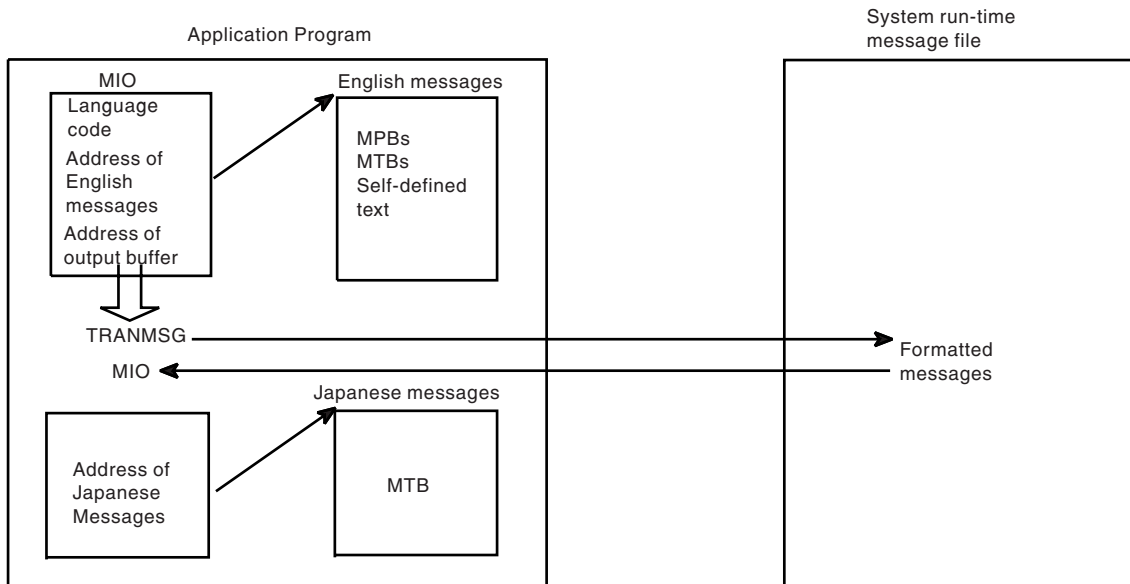 Application Program
System run-time
message file
MIO
Language
code
Address of
English
messages
Address of
output buffer
English messages
MPBs
MTBs
Self-defined
text
TRANMSG
MIO
Formatted
messages
Japanese messages
Address of
Japanese
Messages
MTB